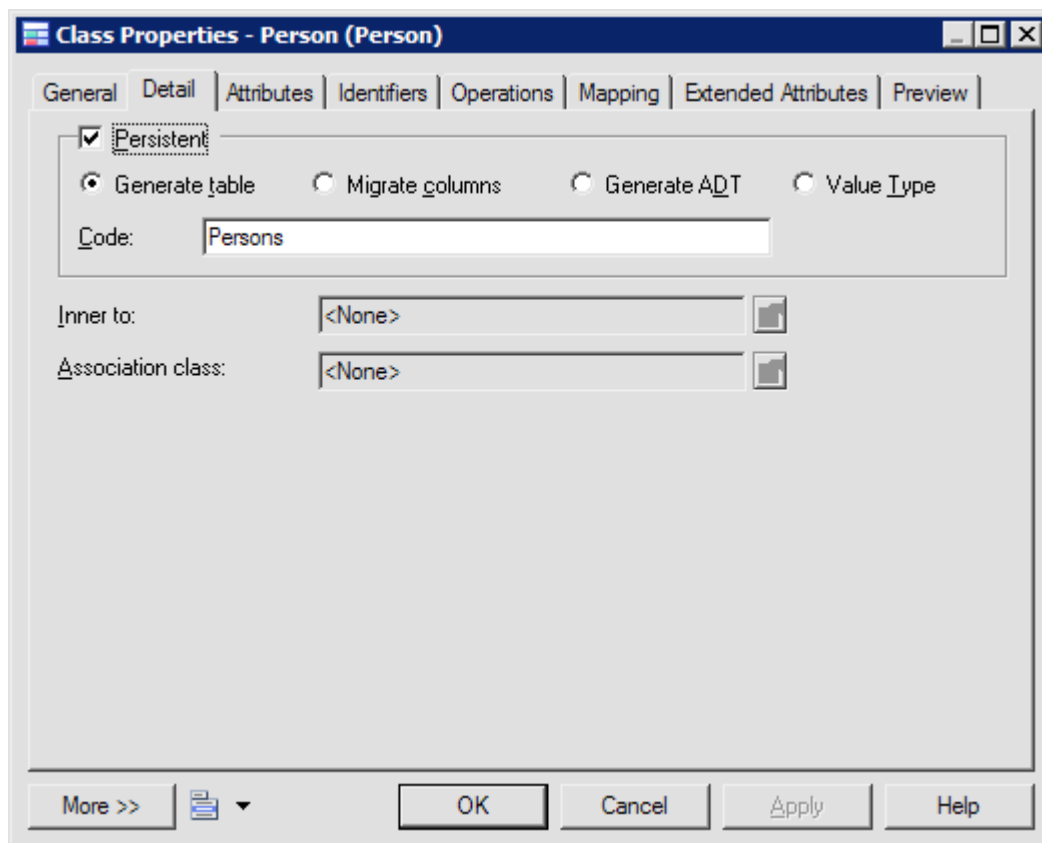 Class Properties - Person (Person)
General Detail Attributes Identifiers Operations Mapping Extended Attributes Preview
Persistent
Generate table Migrate columns Generate ADT Value Type
Code: Persons
Inner to: <None>
Association class: <None>
More >> OK Cancel Apply Help